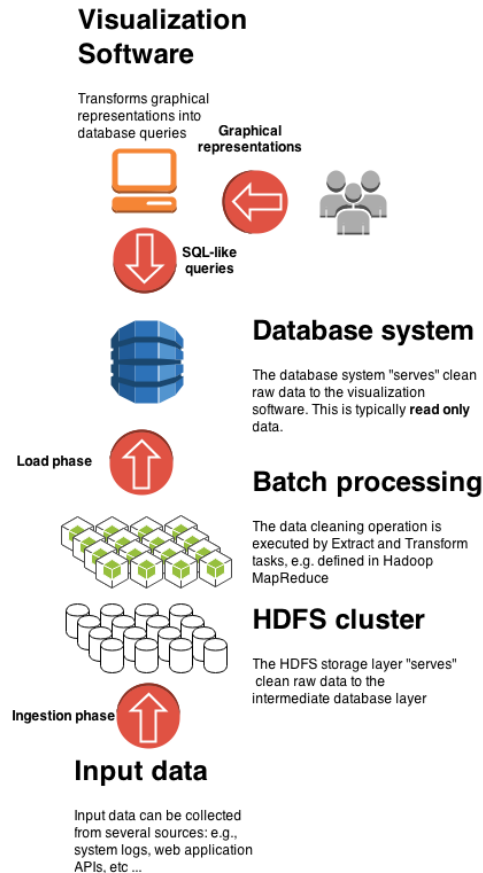 Visualization
Software
Transforms graphical
representations into
database queries
Graphical
representations
SQL-like
queries
Database system
The database system "serves" clean
raw data to the visualization
software. This is typically read only
data.
Load phase
Batch processing
The data cleaning operation is
executed by Extract and Transform
tasks, e.g. defined in Hadoop
MapReduce
HDFS cluster
The HDFS storage layer "serves"
clean raw data to the
intermediate database layer
Ingestion phase
Input data
Input data can be collected
from several sources: e.g.,
system logs, web application
APIs, etc ...